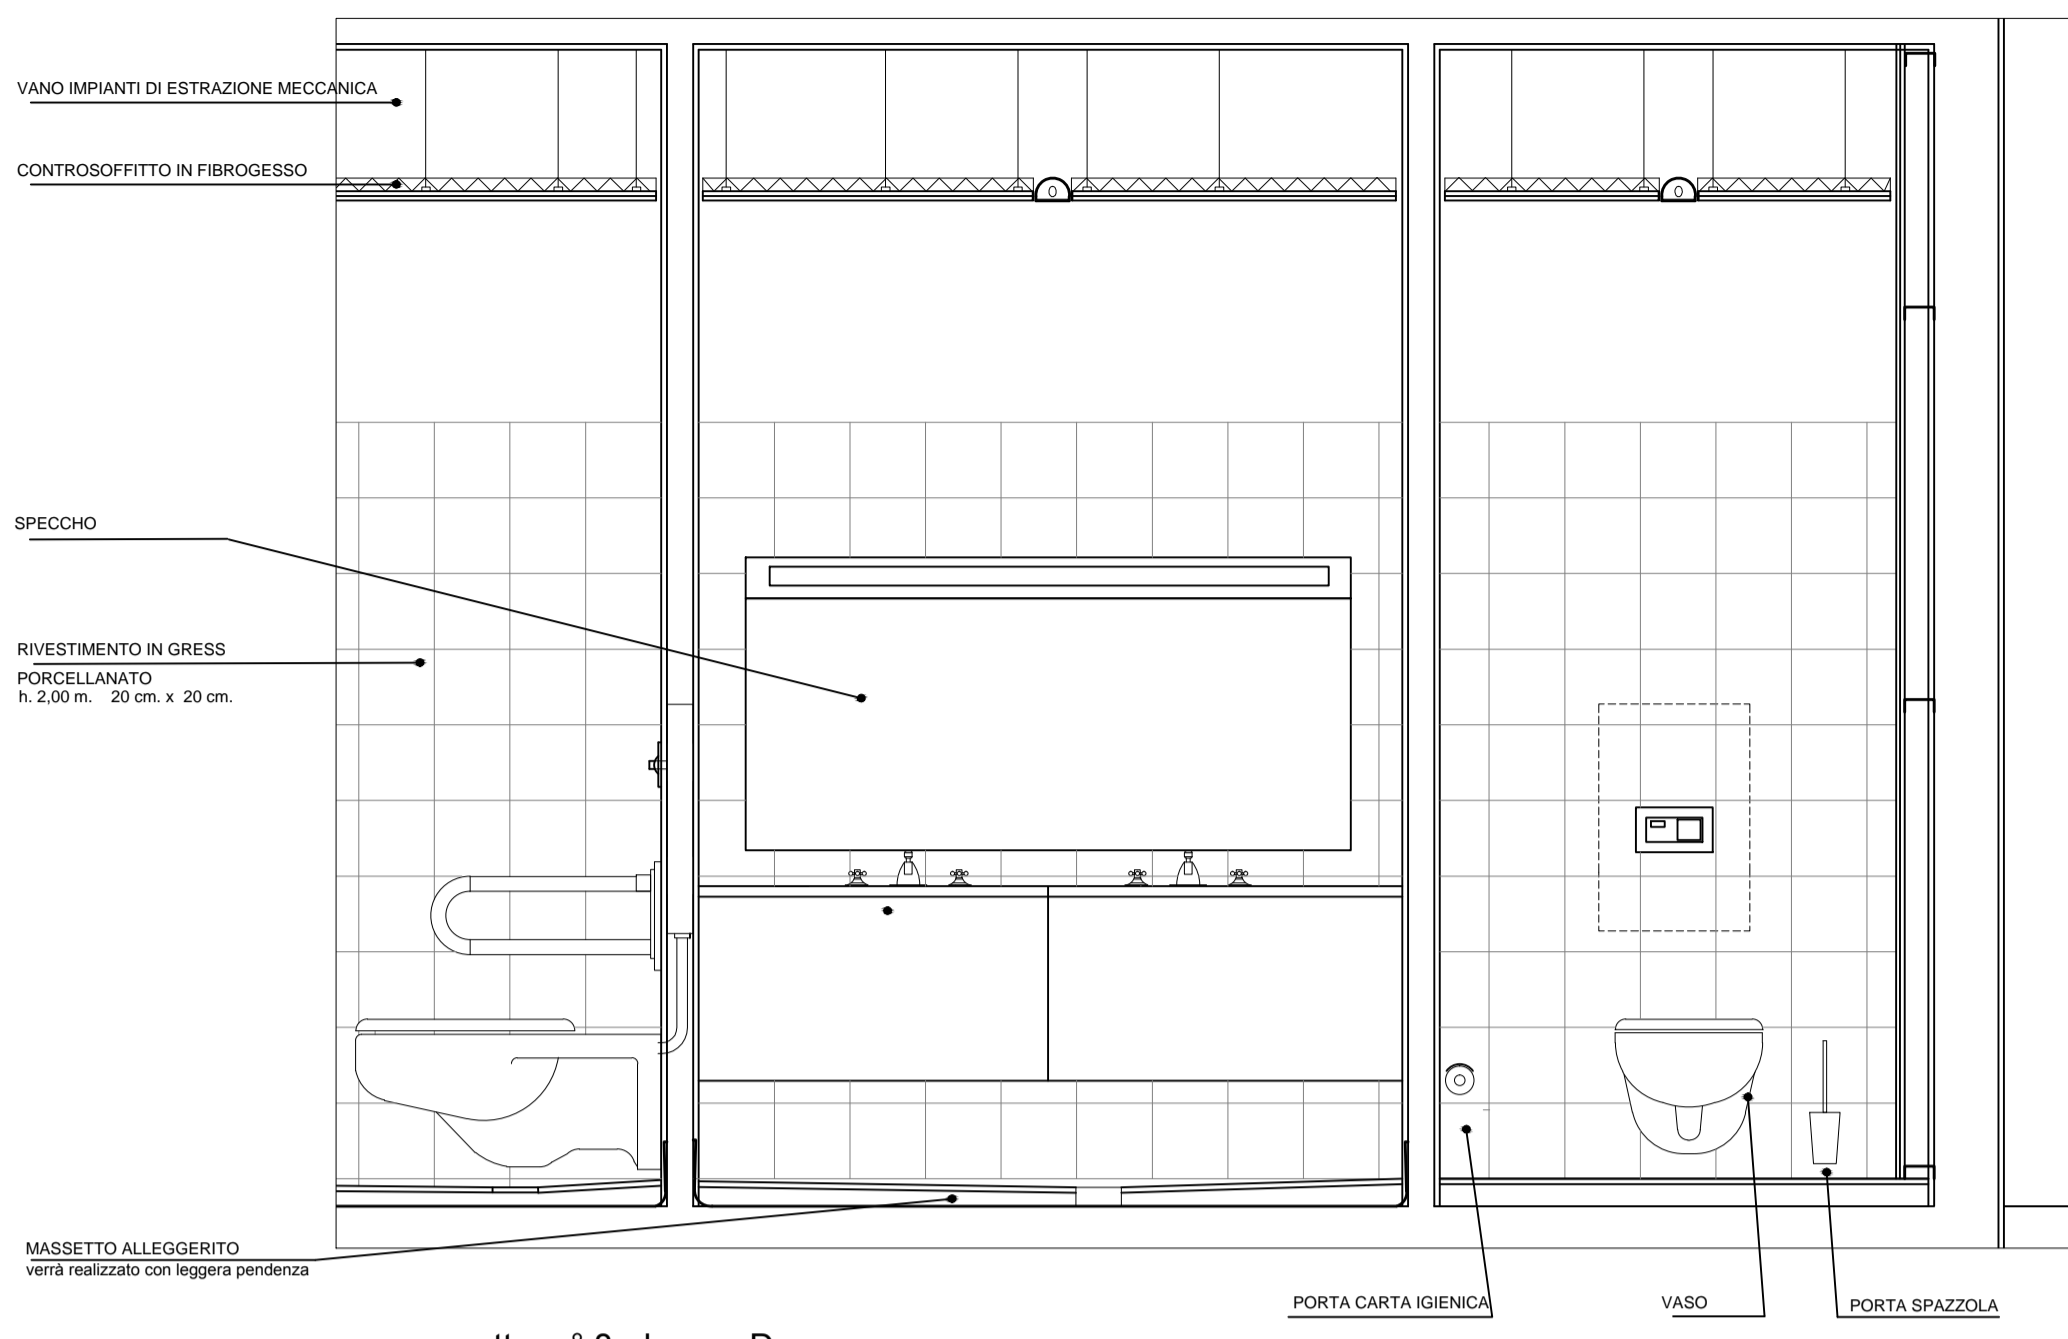 VANO IMPIANTI DI ESTRAZIONE MECCANICA
CONTROSOFFITTO IN FIBROGESSO
SPECCHO
RIVESTIMENTO IN GRESS
PORCELLANATO
h. 2,00 m. 20 cm. x 20 cm.
MASSETTO ALLEGGERITO
verrà realizzato con leggera pendenza
PORTA CARTA IGIENICA
VASO
PORTA SPAZZOLA